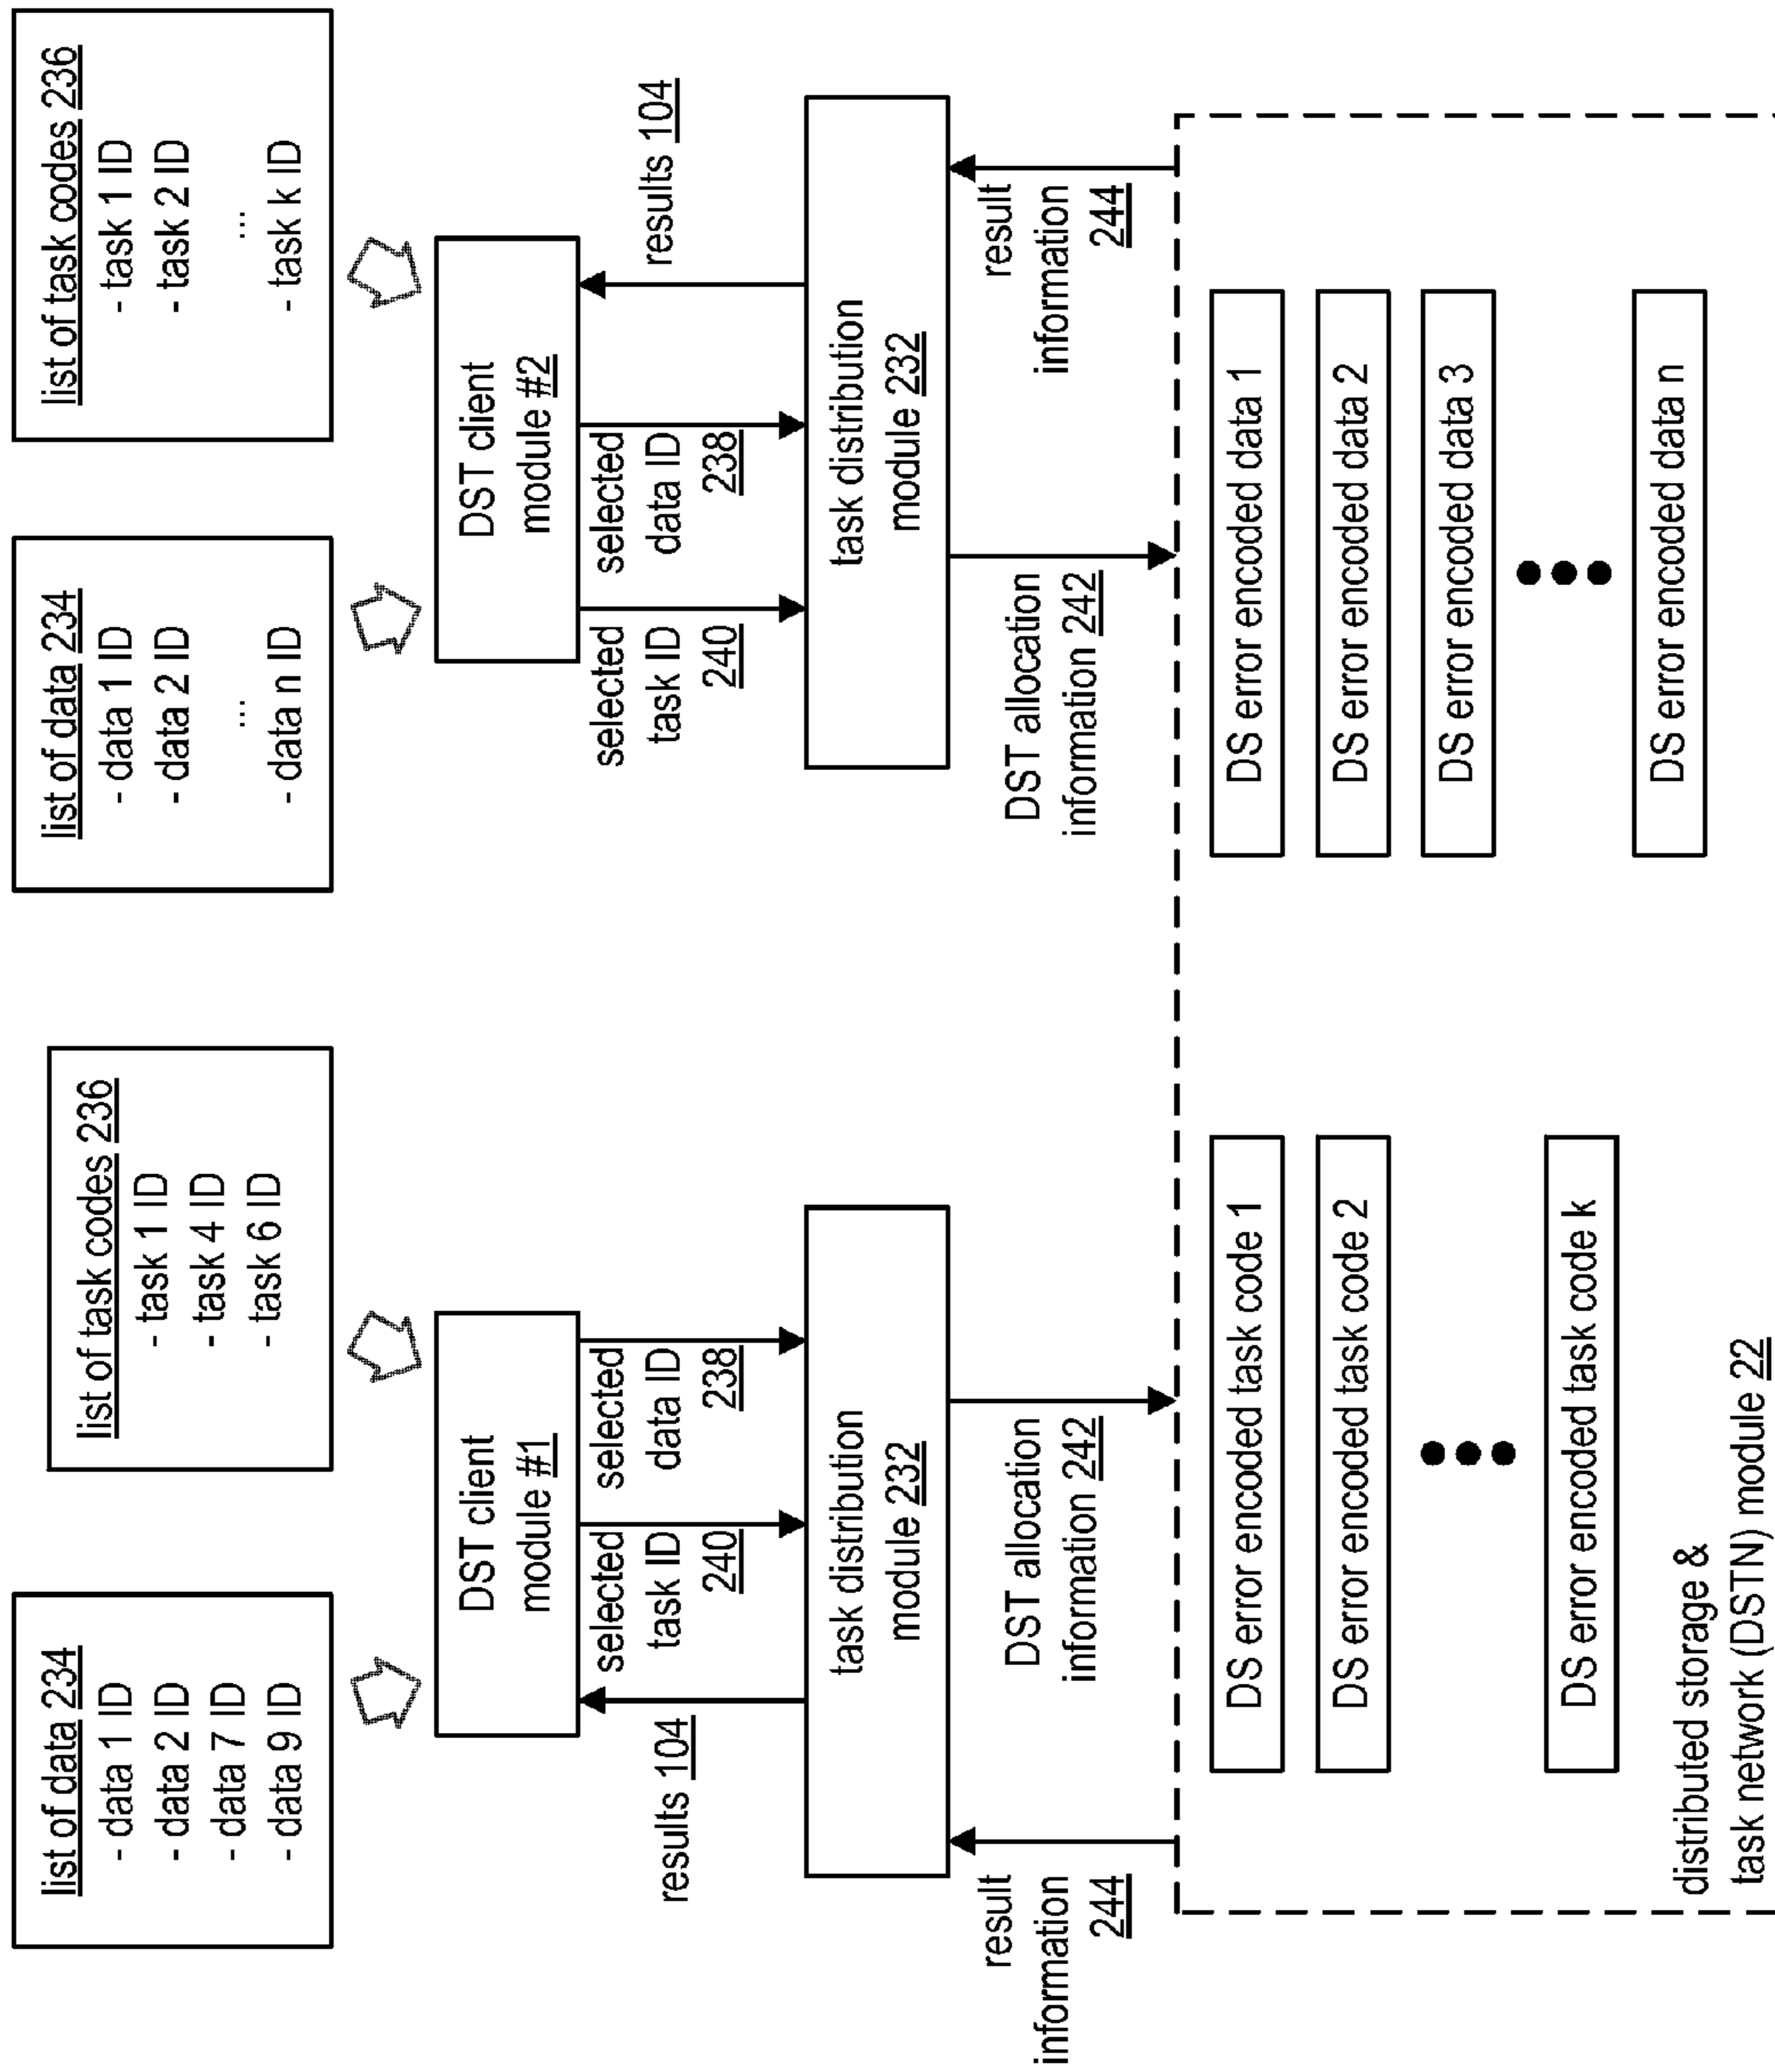 list of data 234
- data 1 ID
- data 2 ID
- data 7 ID
- data 9 ID
list of task codes 236
- task 1 ID
- task 4 ID
- task 6 ID
list of data 234
- data 1 ID
- data 2 ID
...
- data n ID
list of task codes 236
- task 1 ID
- task 2 ID
...
- task k ID
DST client
module #1
results 104
selected
task ID
240
selected
data ID
238
DST client
module #2
selected
task ID
240
selected
data ID
238
results 104
task distribution
module 232
task distribution
module 232
result
information
244
DST allocation
information 242
DST allocation
information 242
result
information
244
DS error encoded task code 1
DS error encoded task code 2
DS error encoded task code k
DS error encoded data 1
DS error encoded data 2
DS error encoded data 3
DS error encoded data n
distributed storage &
task network (DSTN) module 22